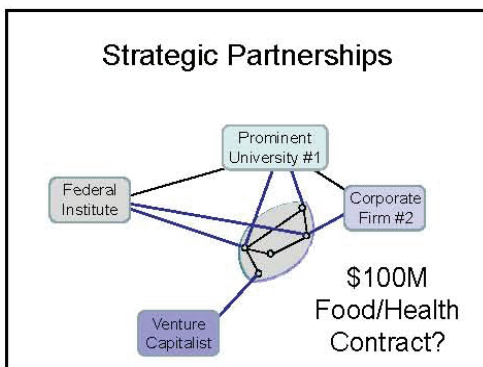 Strategic Partnerships
Prominent
University #1
Federal
Institute
Corporate
Firm #2
$100M
Food/Health
Contract?
Venture
Capitalist